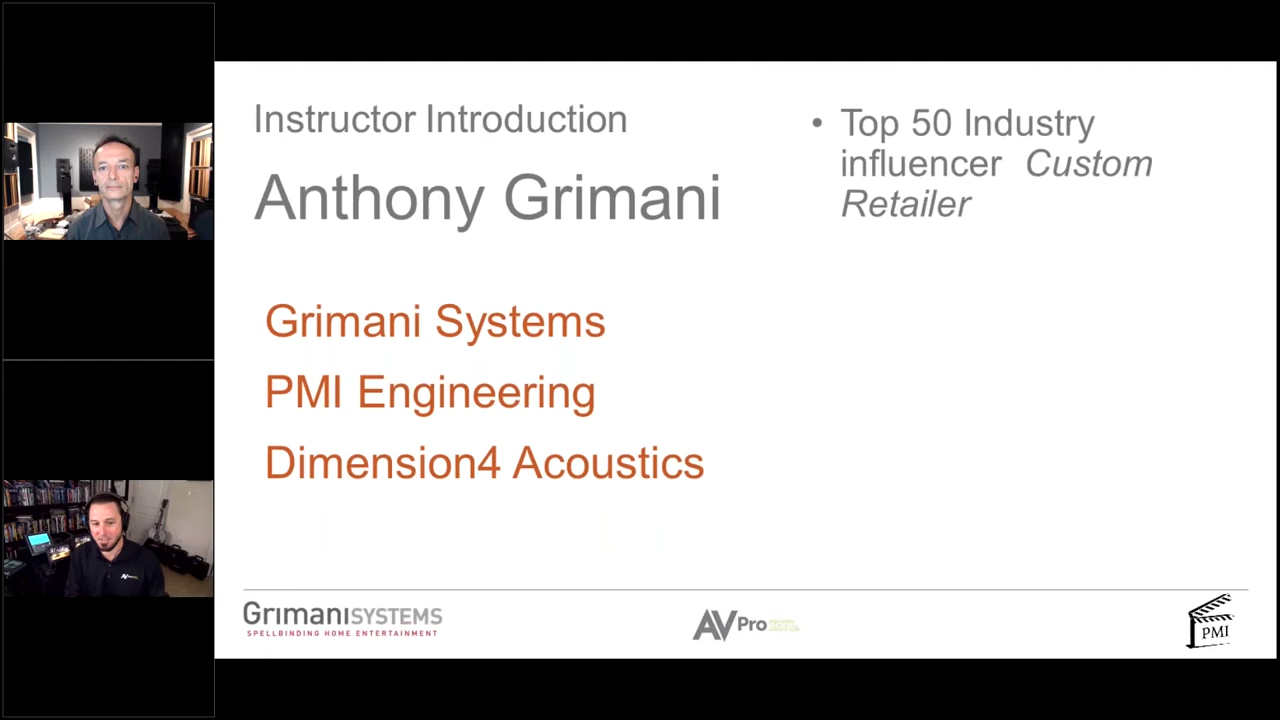 Instructor Introduction
Anthony Grimani
• Top 50 Industry
influencer Custom
Retailer
Grimani Systems
PMI Engineering
Dimension4 Acoustics
GrimaniSYSTEMS
SPELLBINDING HOME ENTERTAINMENT
AVPro
PMI